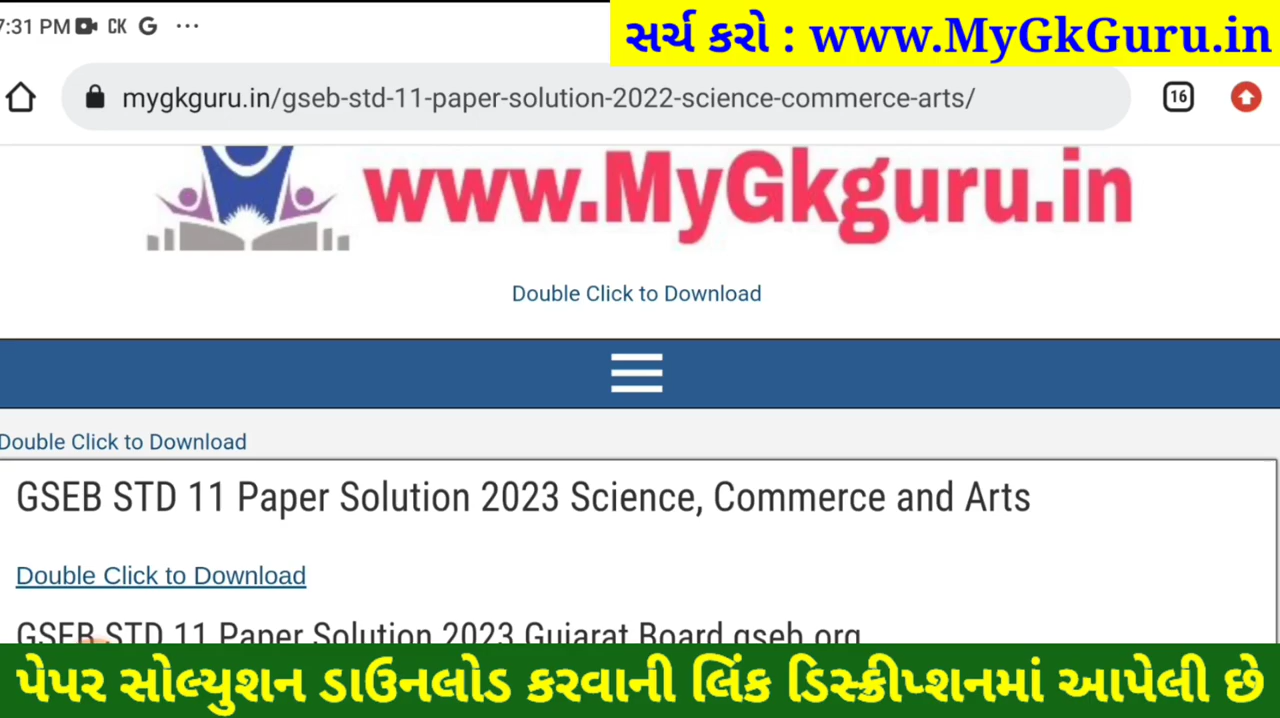 7:31 PM CK G ...
સર્ચ કરો : www.MyGkGuru.in
mygkguru.in/gseb-std-11-paper-solution-2022-science-commerce-arts/
16
www.MyGkguru.in
Double Click to Download
Double Click to Download
GSEB STD 11 Paper Solution 2023 Science, Commerce and Arts
Double Click to Download
GSEB STD 11 Paper Solution 2023 Gujarat Board gseb.org
પેપર સોલ્યુશન ડાઉનલોડ કરવાની લિંક ડિસ્ક્રીપ્શનમાં આપેલી છે